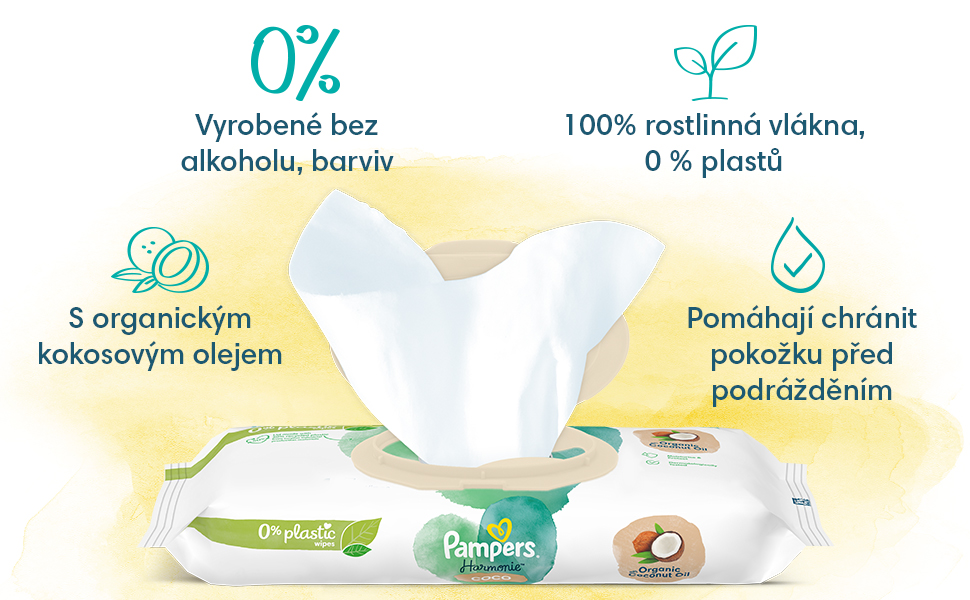 0%
Vyrobené bez
alkoholu, barviv
100% rostlinná vlákna,
0 % plastů
S organickým
kokosovým olejem
Pomáhají chránit
pokožku před
podrážděním
Organic
Coconut Oil
0% plastic
wipes
Pampers.
Harmonie™
COCO
Organic
Coconut Oil